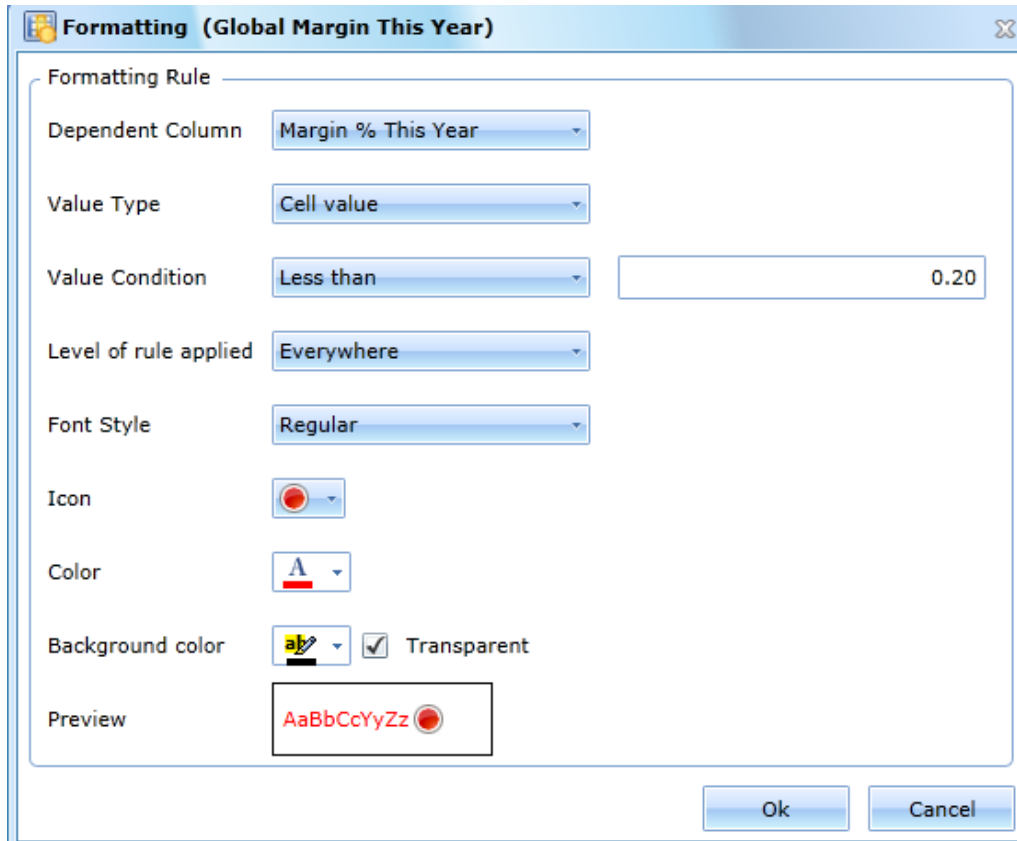 Formatting (Global Margin This Year)
Formatting Rule
Dependent Column Margin % This Year
Value Type Cell value
Value Condition Less than 0.20
Level of rule applied Everywhere
Font Style Regular
Icon
Color A
Background color ab Transparent
Preview AaBbCcYyZz
Ok Cancel